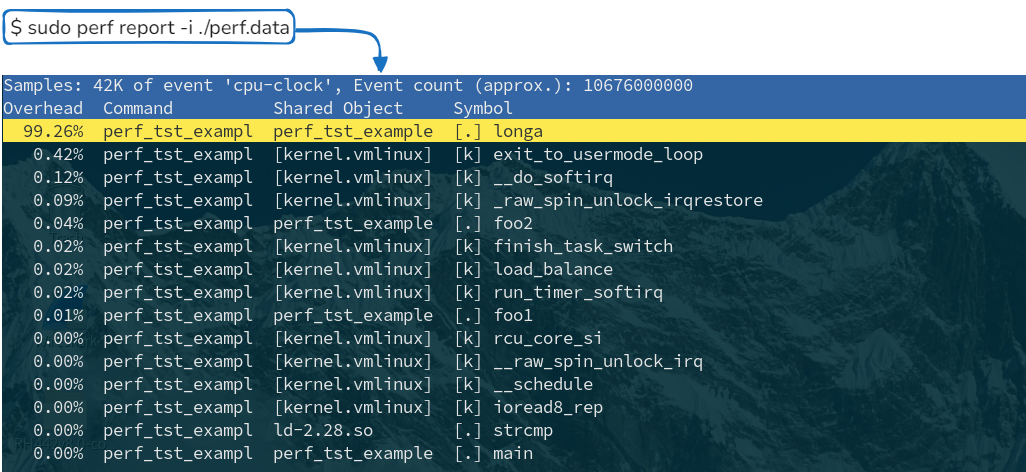 $ sudo perf report -i ./perf.data
Samples: 42K of event 'cpu-clock', Event count (approx.): 10676000000
Overhead  Command       Shared Object     Symbol
99.26%  perf_tst_exampl  perf_tst_example  [.] longa
0.42%  perf_tst_exampl  [kernel.vmlinux]  [k] exit_to_usermode_loop
0.12%  perf_tst_exampl  [kernel.vmlinux]  [k] __do_softirq
0.09%  perf_tst_exampl  [kernel.vmlinux]  [k] _raw_spin_unlock_irqrestore
0.04%  perf_tst_exampl  perf_tst_example  [.] foo2
0.02%  perf_tst_exampl  [kernel.vmlinux]  [k] finish_task_switch
0.02%  perf_tst_exampl  [kernel.vmlinux]  [k] load_balance
0.02%  perf_tst_exampl  [kernel.vmlinux]  [k] run_timer_softirq
0.01%  perf_tst_exampl  perf_tst_example  [.] foo1
0.00%  perf_tst_exampl  [kernel.vmlinux]  [k] rcu_core_si
0.00%  perf_tst_exampl  [kernel.vmlinux]  [k] __raw_spin_unlock_irq
0.00%  perf_tst_exampl  [kernel.vmlinux]  [k] __schedule
0.00%  perf_tst_exampl  [kernel.vmlinux]  [k] ioread8_rep
0.00%  perf_tst_exampl  ld-2.28.so        [.] strcmp
0.00%  perf_tst_exampl  perf_tst_example  [.] main